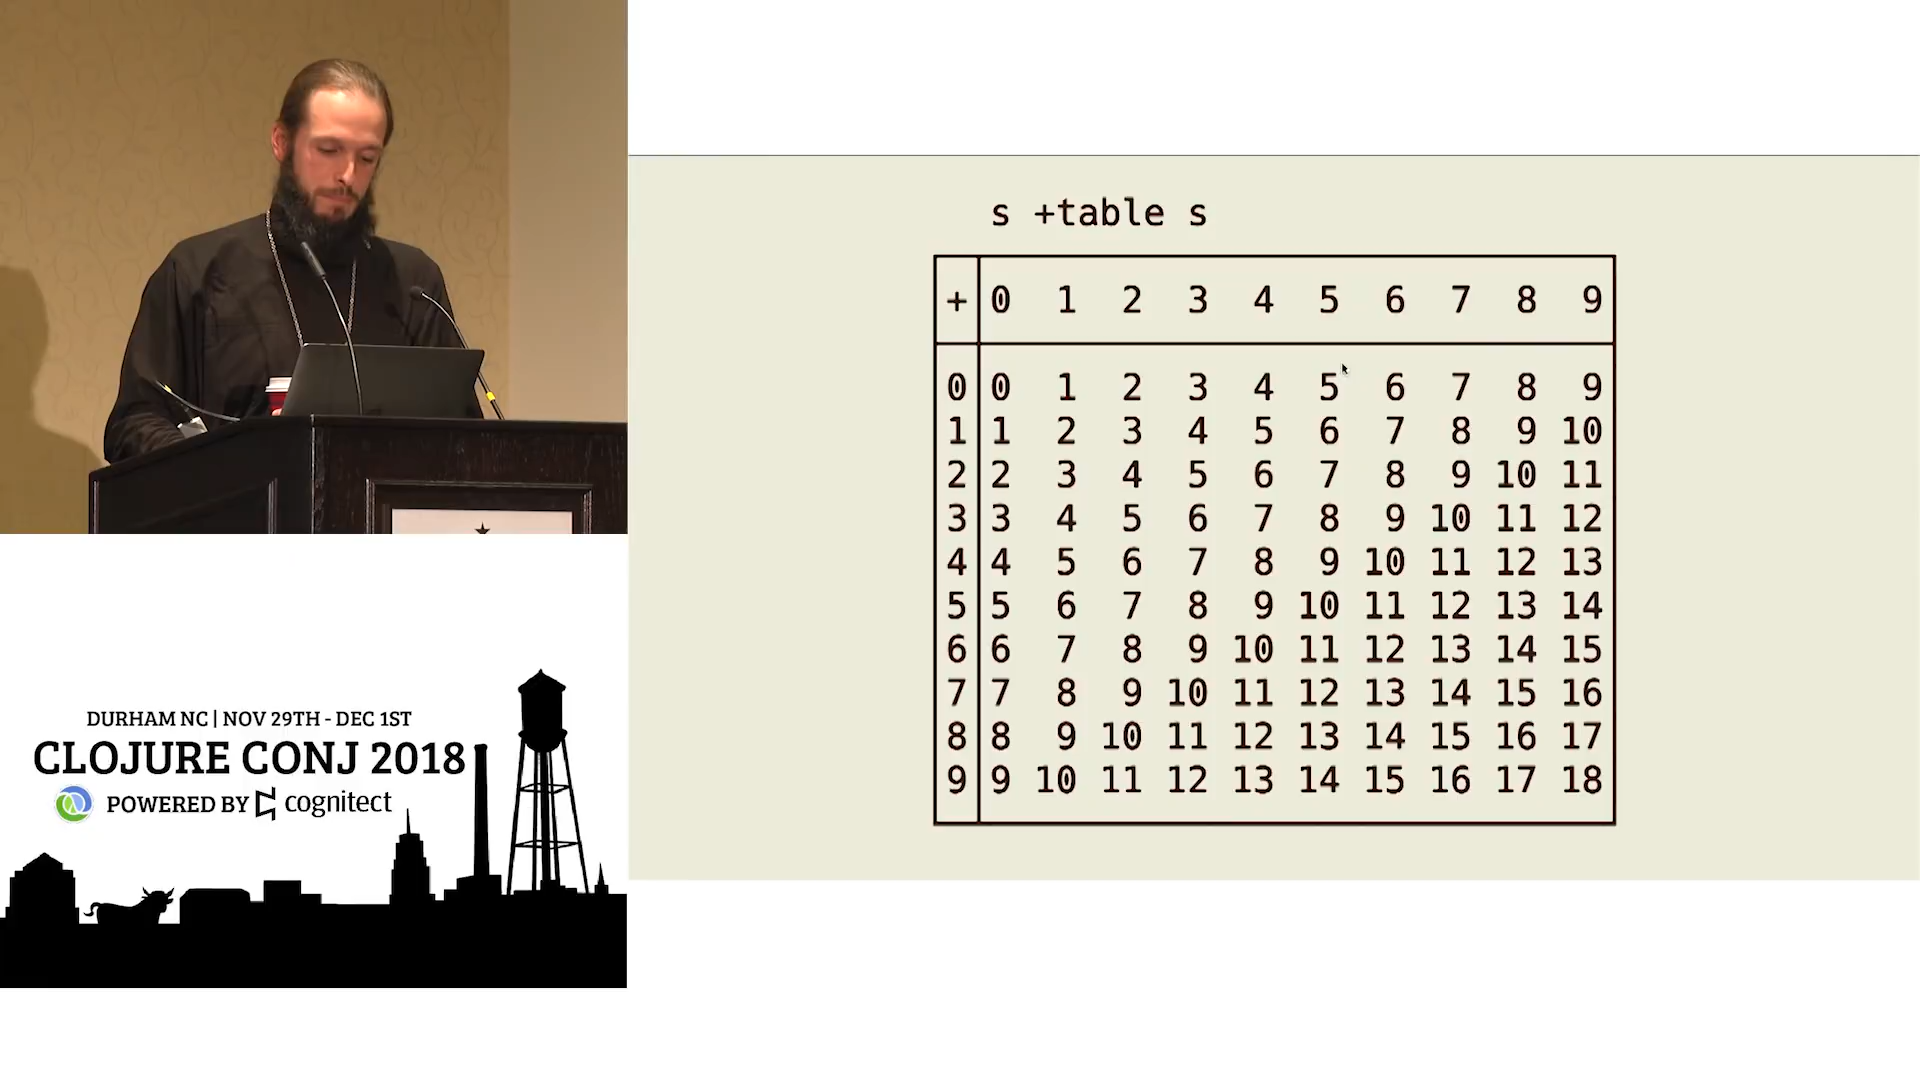 s +table s
+ 0 1 2 3 4 5 6 7 8 9
0 0 1 2 3 4 5 6 7 8 9
1 1 2 3 4 5 6 7 8 9 10
2 2 3 4 5 6 7 8 9 10 11
3 3 4 5 6 7 8 9 10 11 12
4 4 5 6 7 8 9 10 11 12 13
5 5 6 7 8 9 10 11 12 13 14
6 6 7 8 9 10 11 12 13 14 15
7 7 8 9 10 11 12 13 14 15 16
8 8 9 10 11 12 13 14 15 16 17
9 9 10 11 12 13 14 15 16 17 18
DURHAM NC | NOV 29TH - DEC 1ST
CLOJURE CONJ 2018
POWERED BY cognitect